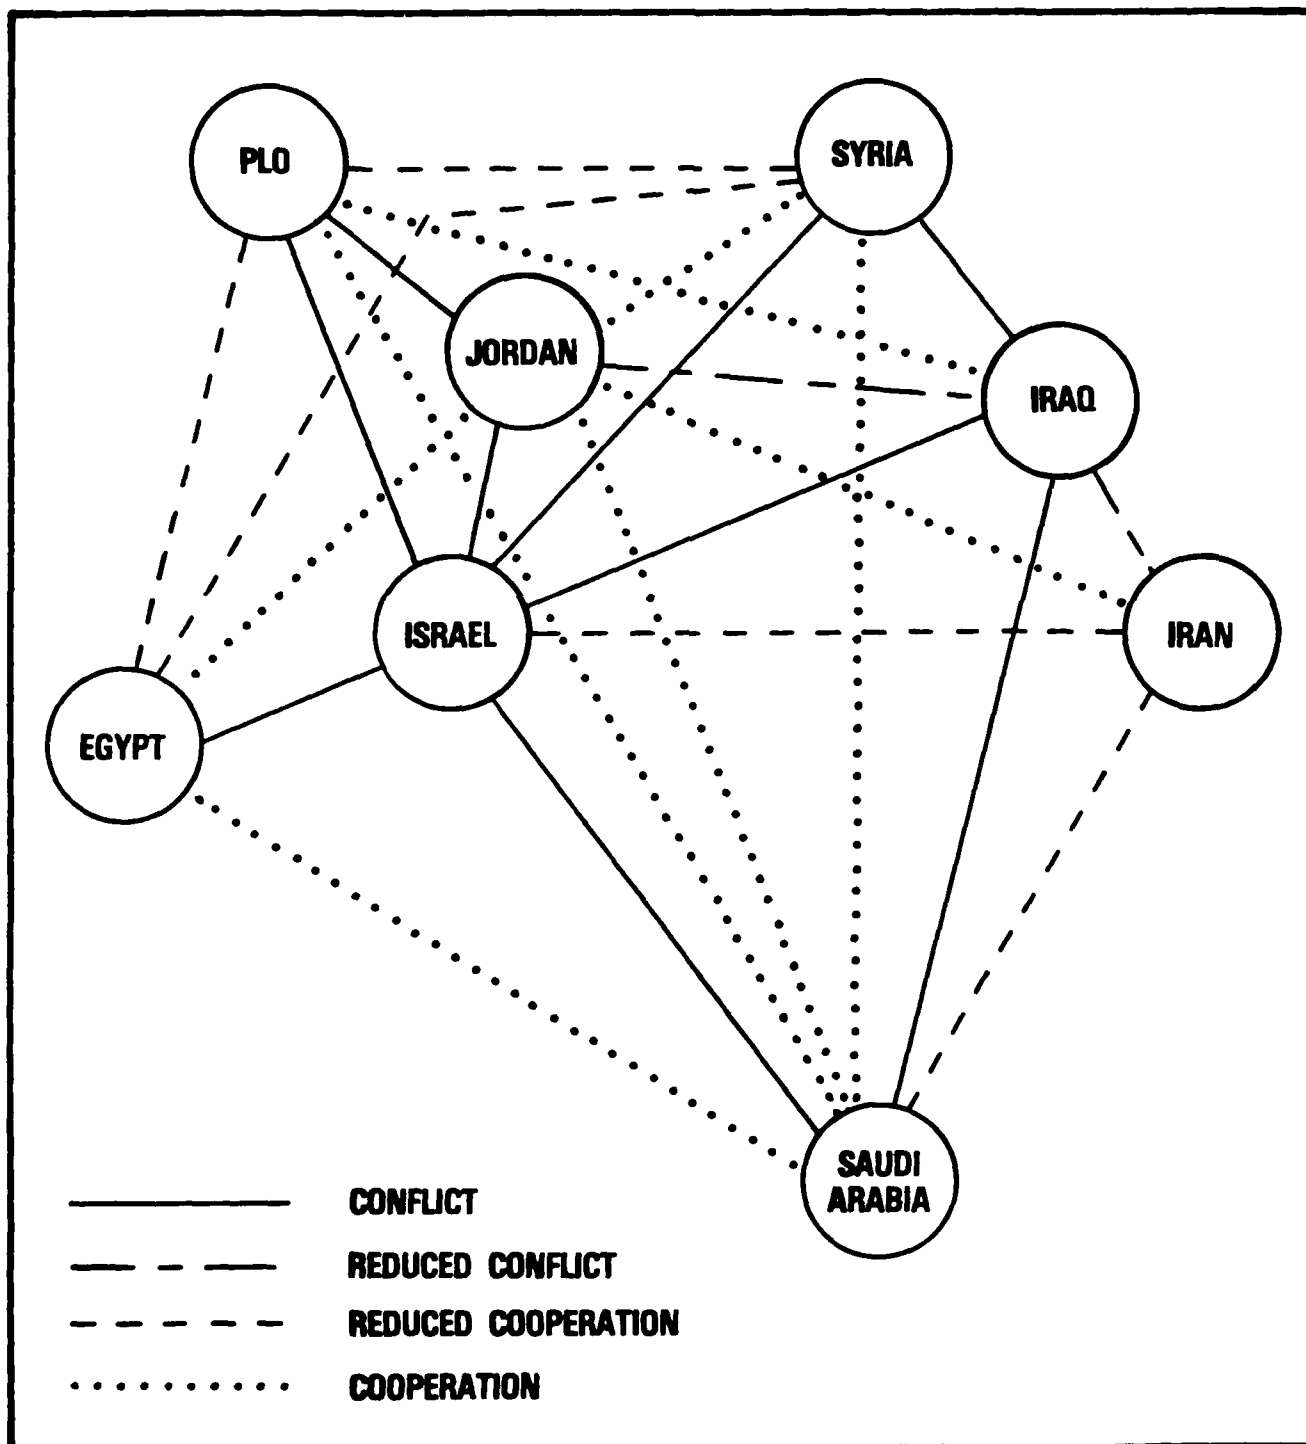 PLO
SYRIA
JORDAN
IRAQ
ISRAEL
IRAN
EGYPT
SAUDI
ARABIA
CONFLICT
REDUCED CONFLICT
REDUCED COOPERATION
COOPERATION